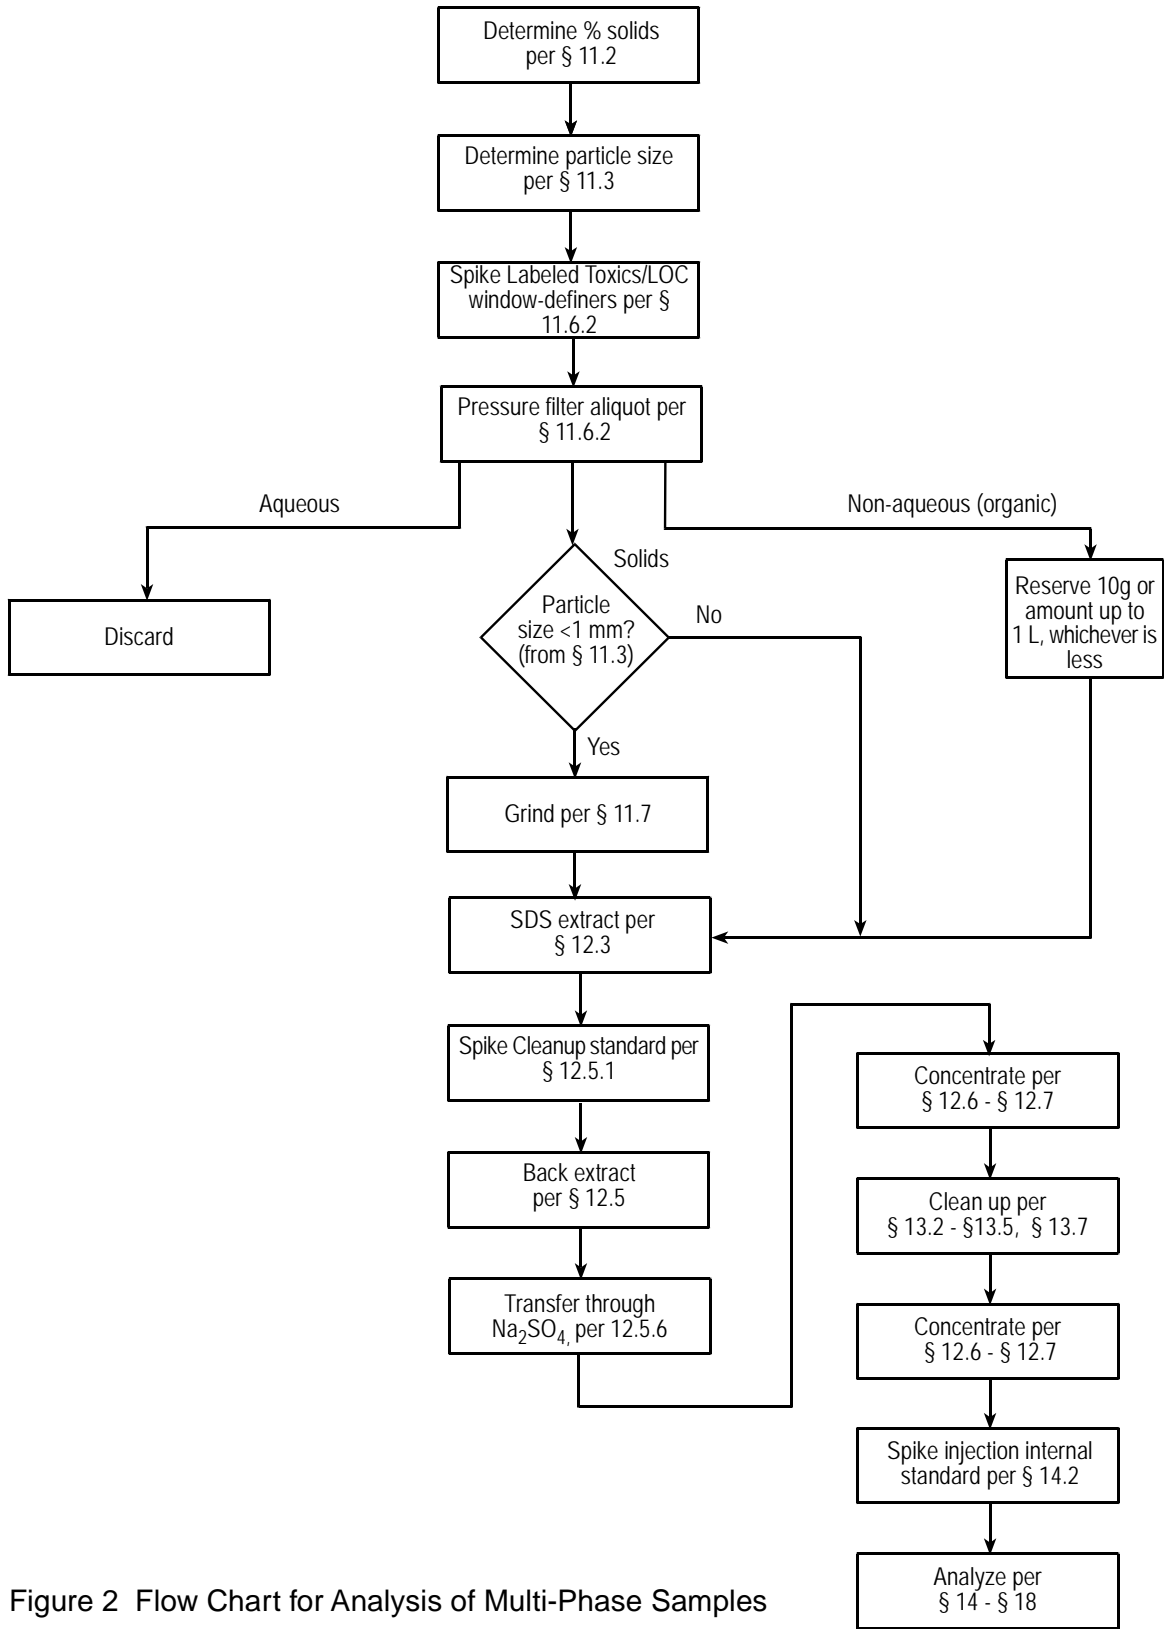 Determine % solids
per § 11.2
Determine particle size
per § 11.3
Spike Labeled Toxics/LOC
window-definers per §
11.6.2
Pressure filter aliquot per
§ 11.6.2
Aqueous
Non-aqueous (organic)
Solids
Discard
Particle
size <1 mm?
(from § 11.3)
No
Reserve 10g or
amount up to
1 L, whichever is
less
Yes
Grind per § 11.7
SDS extract per
§ 12.3
Spike Cleanup standard per
§ 12.5.1
Back extract
per § 12.5
Transfer through
Na₂SO₄, per 12.5.6
Concentrate per
§ 12.6 - § 12.7
Clean up per
§ 13.2 - §13.5, § 13.7
Concentrate per
§ 12.6 - § 12.7
Spike injection internal
standard per § 14.2
Analyze per
§ 14 - § 18
Figure 2 Flow Chart for Analysis of Multi-Phase Samples